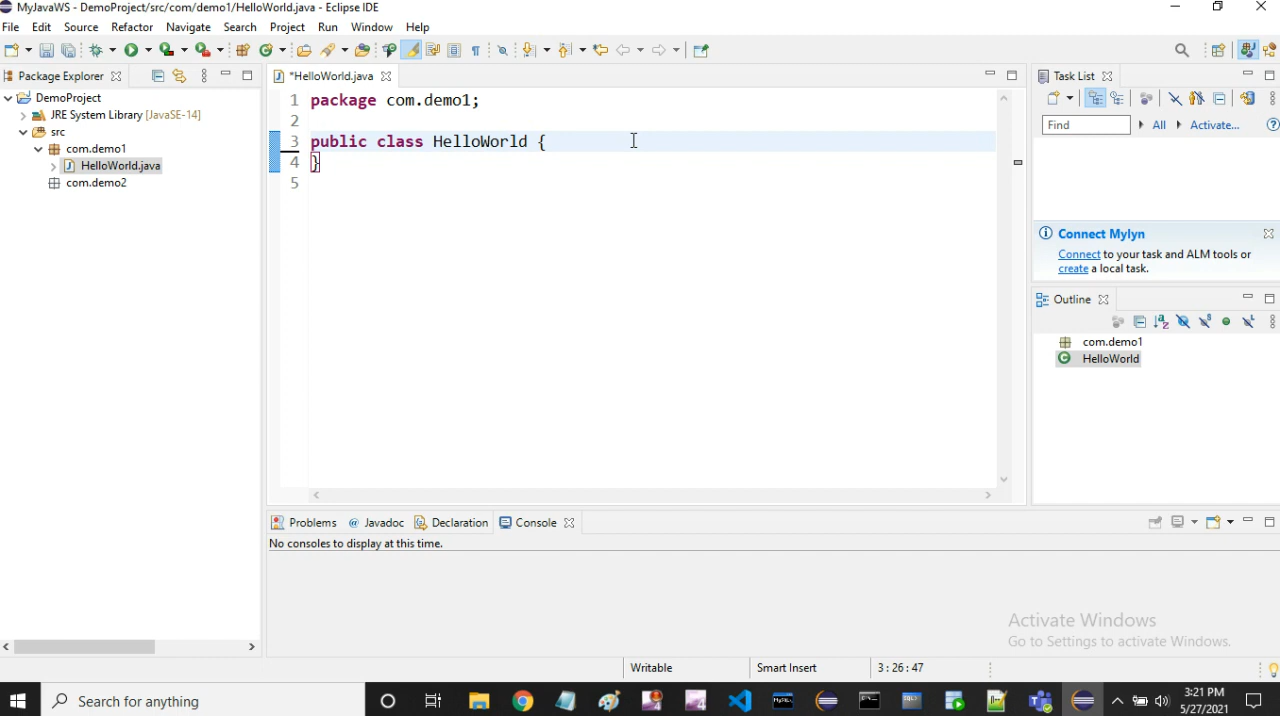 MyJavaWS - DemoProject/src/com/demo1/HelloWorld.java - Eclipse IDE
File Edit Source Refactor Navigate Search Project Run Window Help
Package Explorer
DemoProject
JRE System Library [JavaSE-14]
src
com.demo1
HelloWorld.java
com.demo2
*HelloWorld.java
1 package com.demo1;
2
3 public class HelloWorld {
4 }
5
Task List
Find All Activate...
Connect Mylyn
Connect to your task and ALM tools or
create a local task.
Outline
com.demo1
HelloWorld
Problems @ Javadoc Declaration Console
No consoles to display at this time.
Activate Windows
Go to Settings to activate Windows.
Writable Smart Insert 3 : 26 : 47
Search for anything
3:21 PM
5/27/2021